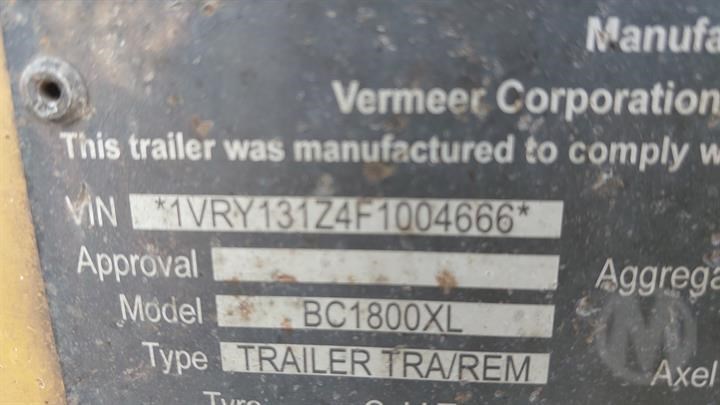 Manufa
Vermeer Corporation
This trailer was manufactured to comply w
VIN *1VRY131Z4F1004666*
Approval Aggrega
Model BC1800XL
Type TRAILER TRA/REM Axel